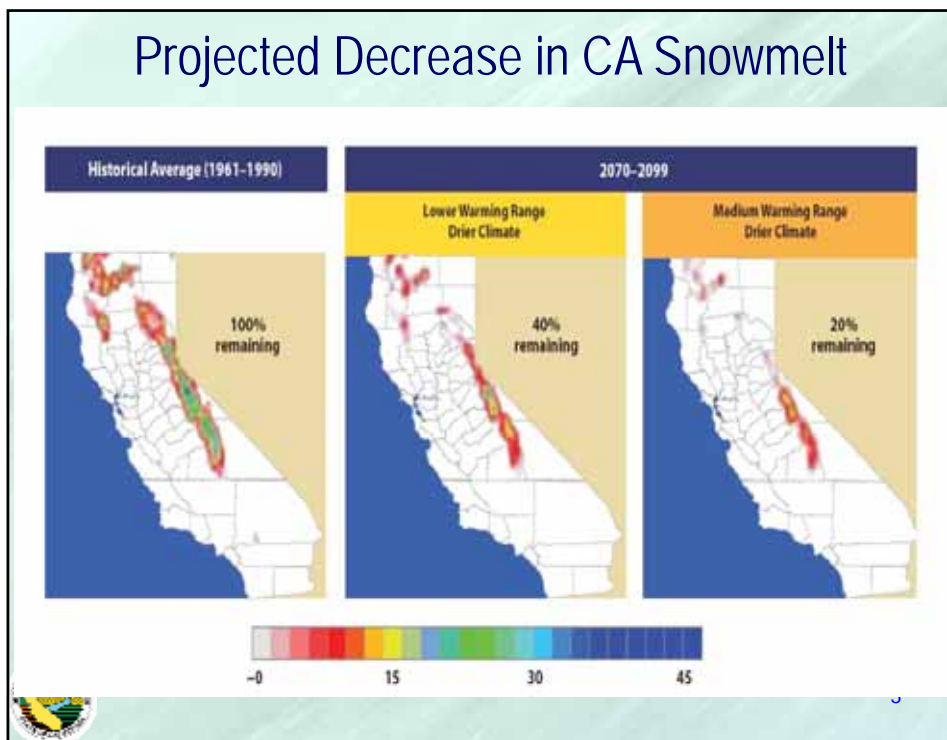 Projected Decrease in CA Snowmelt
Historical Average (1961–1990)
2070–2099
Lower Warming Range
Drier Climate
Medium Warming Range
Drier Climate
100%
remaining
40%
remaining
20%
remaining
~0 15 30 45